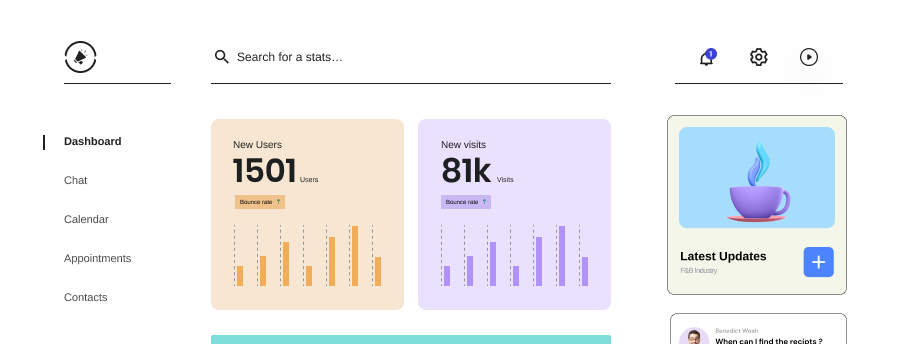 Search for a stats…
1
Dashboard
Chat
Calendar
Appointments
Contacts
New Users
1501 Users
Bounce rate ↑
New visits
81k Visits
Bounce rate ↑
Latest Updates
F&B Industry
Benedict Woah
When can I find the recipts ?